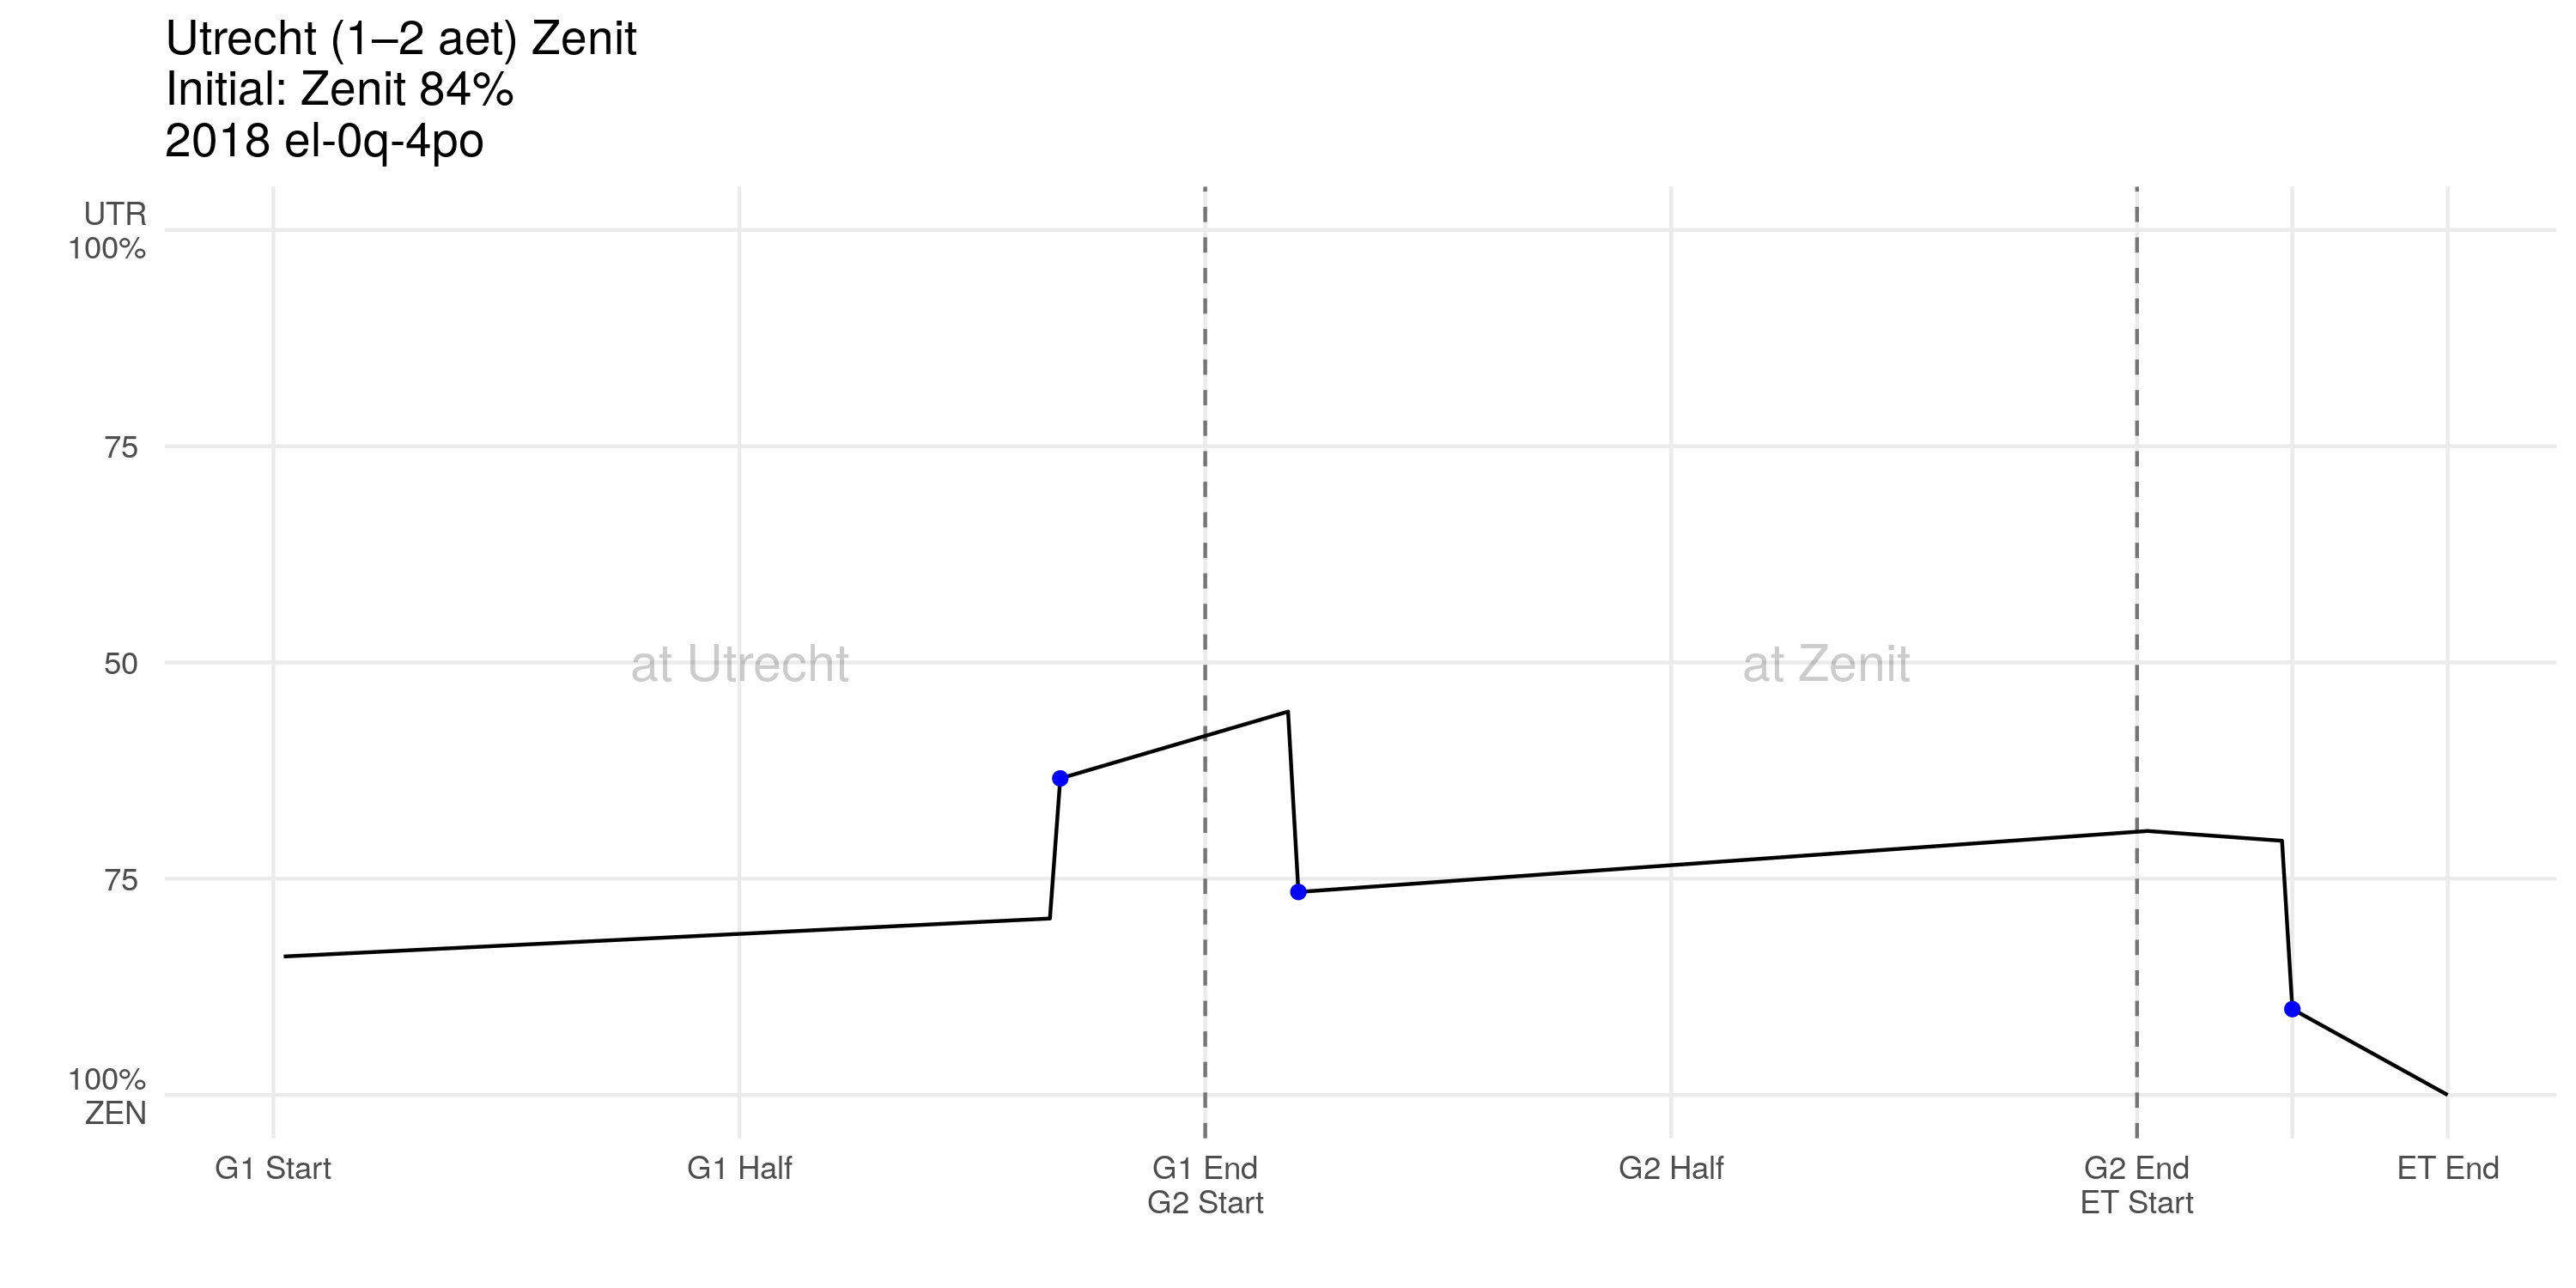 Utrecht (1–2 aet) Zenit
Initial: Zenit 84%
2018 el-0q-4po
UTR
100%
75
50
75
100%
ZEN
at Utrecht
at Zenit
G1 Start
G1 Half
G1 End
G2 Start
G2 Half
G2 End
ET Start
ET End